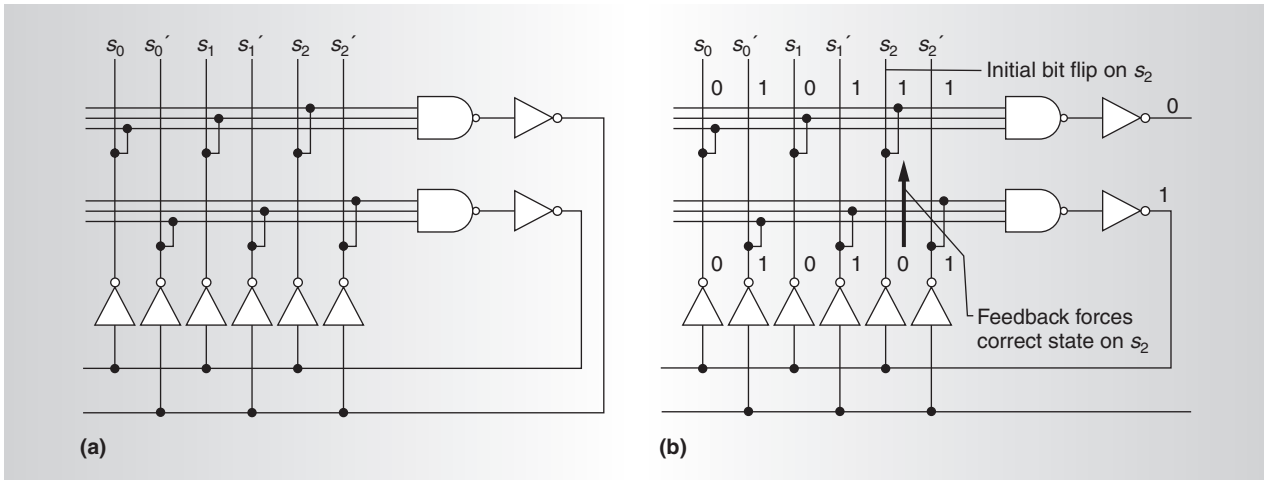 s0 s0´ s1 s1´ s2 s2´
(a)
s0 s0´ s1 s1´ s2 s2´
Initial bit flip on s2
0 1 0 1 1 1
0
1
0 1 0 1 0 1
Feedback forces
correct state on s2
(b)